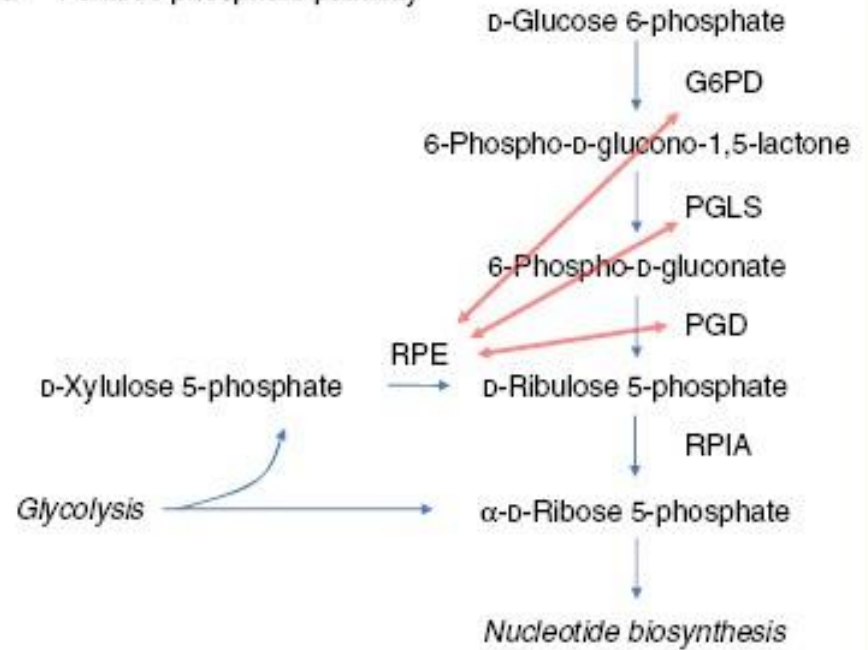 D-Glucose 6-phosphate
G6PD
6-Phospho-D-glucono-1,5-lactone
PGLS
6-Phospho-D-gluconate
PGD
RPE
D-Xylulose 5-phosphate
D-Ribulose 5-phosphate
RPIA
Glycolysis
α-D-Ribose 5-phosphate
Nucleotide biosynthesis